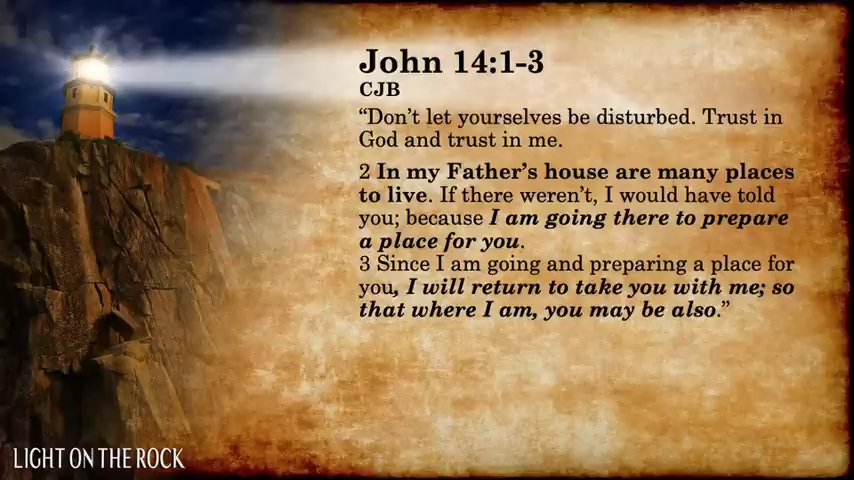 John 14:1-3
CJB
“Don’t let yourselves be disturbed. Trust in
God and trust in me.
2 In my Father’s house are many places
to live. If there weren’t, I would have told
you; because I am going there to prepare
a place for you.
3 Since I am going and preparing a place for
you, I will return to take you with me; so
that where I am, you may be also.”
LIGHT ON THE ROCK